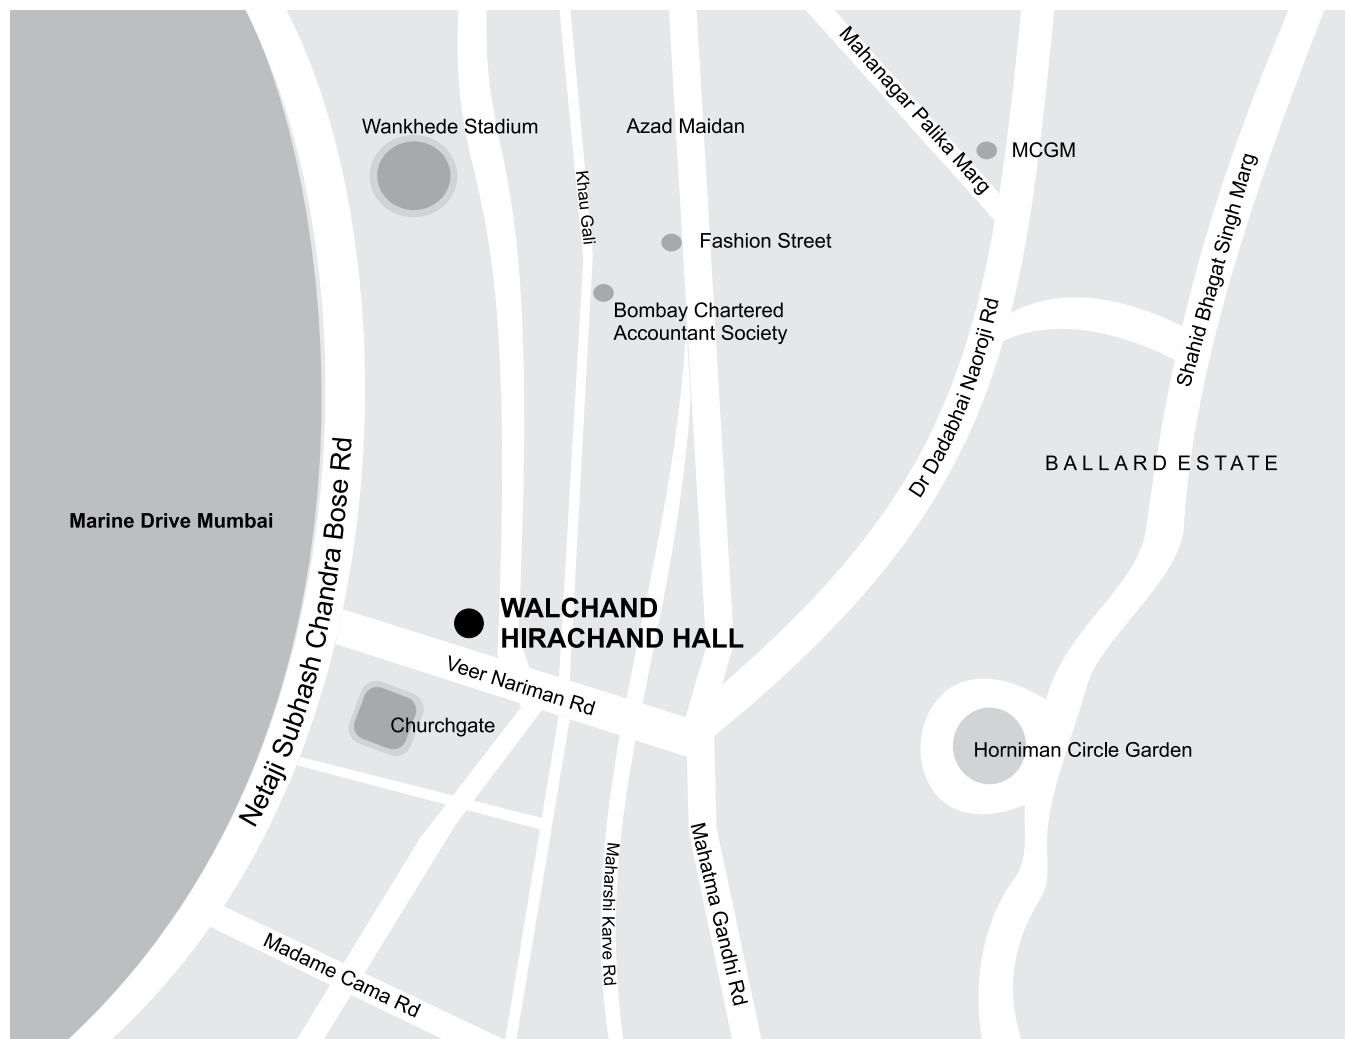 Mahanagar Palika Marg
Wankhede Stadium
Azad Maidan
MCGM
Khau Gali
Fashion Street
Shahid Bhagat Singh Marg
Bombay Chartered
Accountant Society
Dr Dadabhai Naoroji Rd
BALLARD ESTATE
Marine Drive Mumbai
Netaji Subhash Chandra Bose Rd
WALCHAND
HIRACHAND HALL
Veer Nariman Rd
Churchgate
Horniman Circle Garden
Maharshi Karve Rd
Mahatma Gandhi Rd
Madame Cama Rd